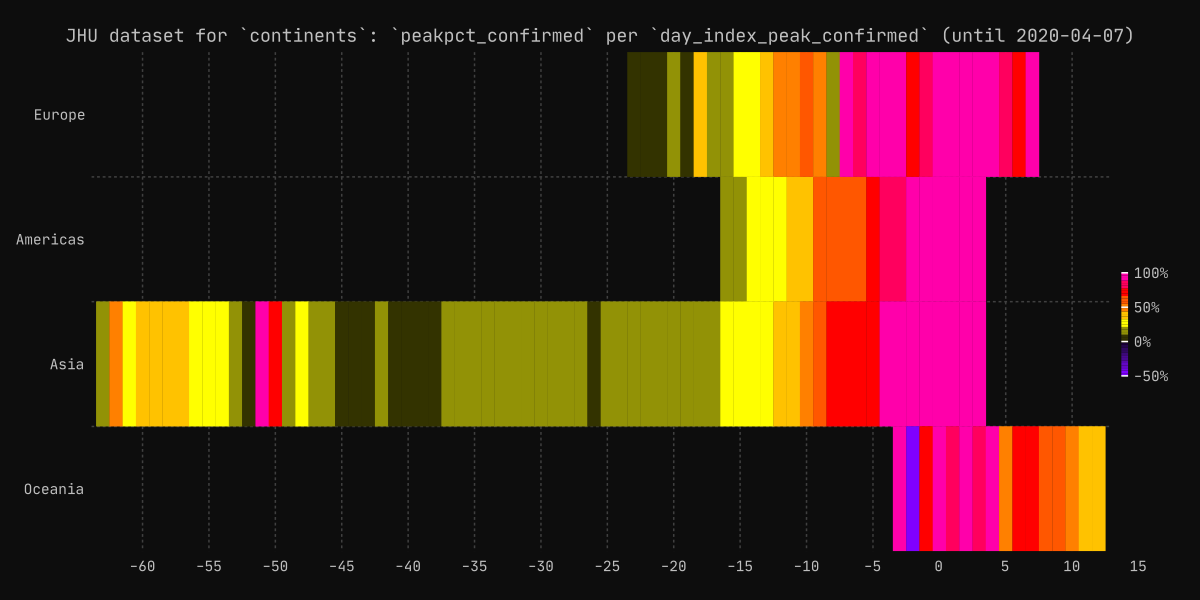 JHU dataset for `continents`: `peakpct_confirmed` per `day_index_peak_confirmed` (until 2020-04-07)
Europe
Americas
Asia
Oceania
100%
50%
0%
-50%
-60 -55 -50 -45 -40 -35 -30 -25 -20 -15 -10 -5 0 5 10 15